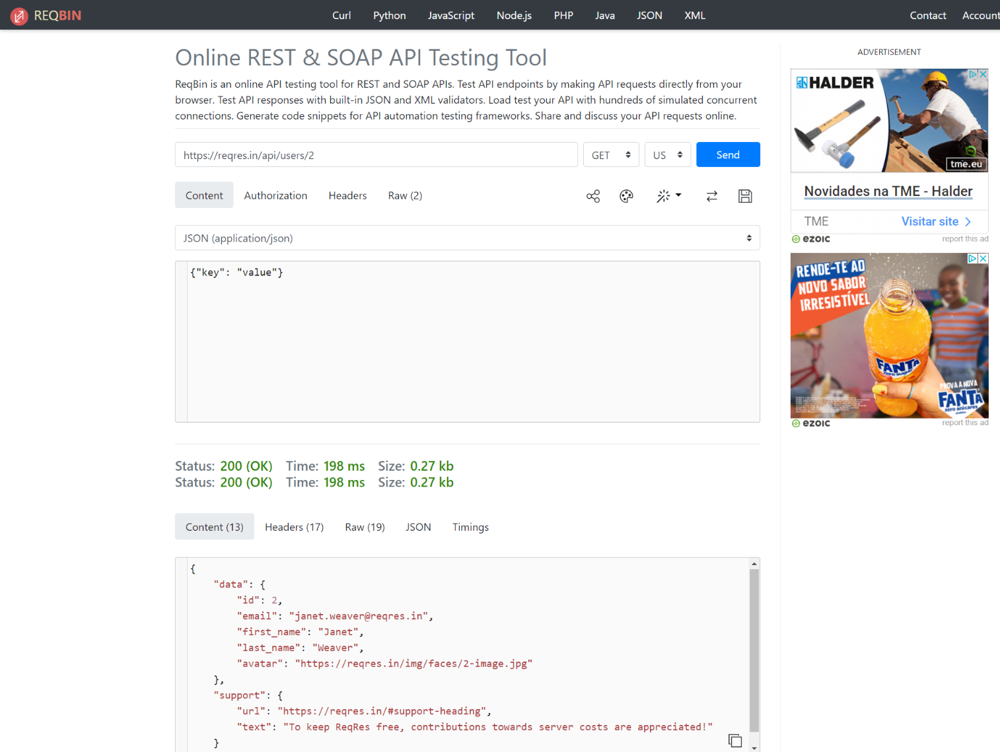 REQBIN
Curl Python JavaScript Node.js PHP Java JSON XML
Contact Account
Online REST & SOAP API Testing Tool
ReqBin is an online API testing tool for REST and SOAP APIs. Test API endpoints by making API requests directly from your
browser. Test API responses with built-in JSON and XML validators. Load test your API with hundreds of simulated concurrent
connections. Generate code snippets for API automation testing frameworks. Share and discuss your API requests online.
https://reqres.in/api/users/2 GET US Send
Content Authorization Headers Raw (2)
JSON (application/json)
{"key": "value"}
Status: 200 (OK) Time: 198 ms Size: 0.27 kb
Status: 200 (OK) Time: 198 ms Size: 0.27 kb
Content (13) Headers (17) Raw (19) JSON Timings
{
"data": {
"id": 2,
"email": "janet.weaver@reqres.in",
"first_name": "Janet",
"last_name": "Weaver",
"avatar": "https://reqres.in/img/faces/2-image.jpg"
},
"support": {
"url": "https://reqres.in/#support-heading",
"text": "To keep ReqRes free, contributions towards server costs are appreciated!"
}
ADVERTISEMENT
HALDER
tme.eu
Novidades na TME - Halder
TME Visitar site
ezoic report this ad
RENDE-TE AO
NOVO SABOR
IRRESISTÍVEL
FANTA
zero sugar
PROVA A NOVA
FANTA
zero azúcares
ezoic report this ad